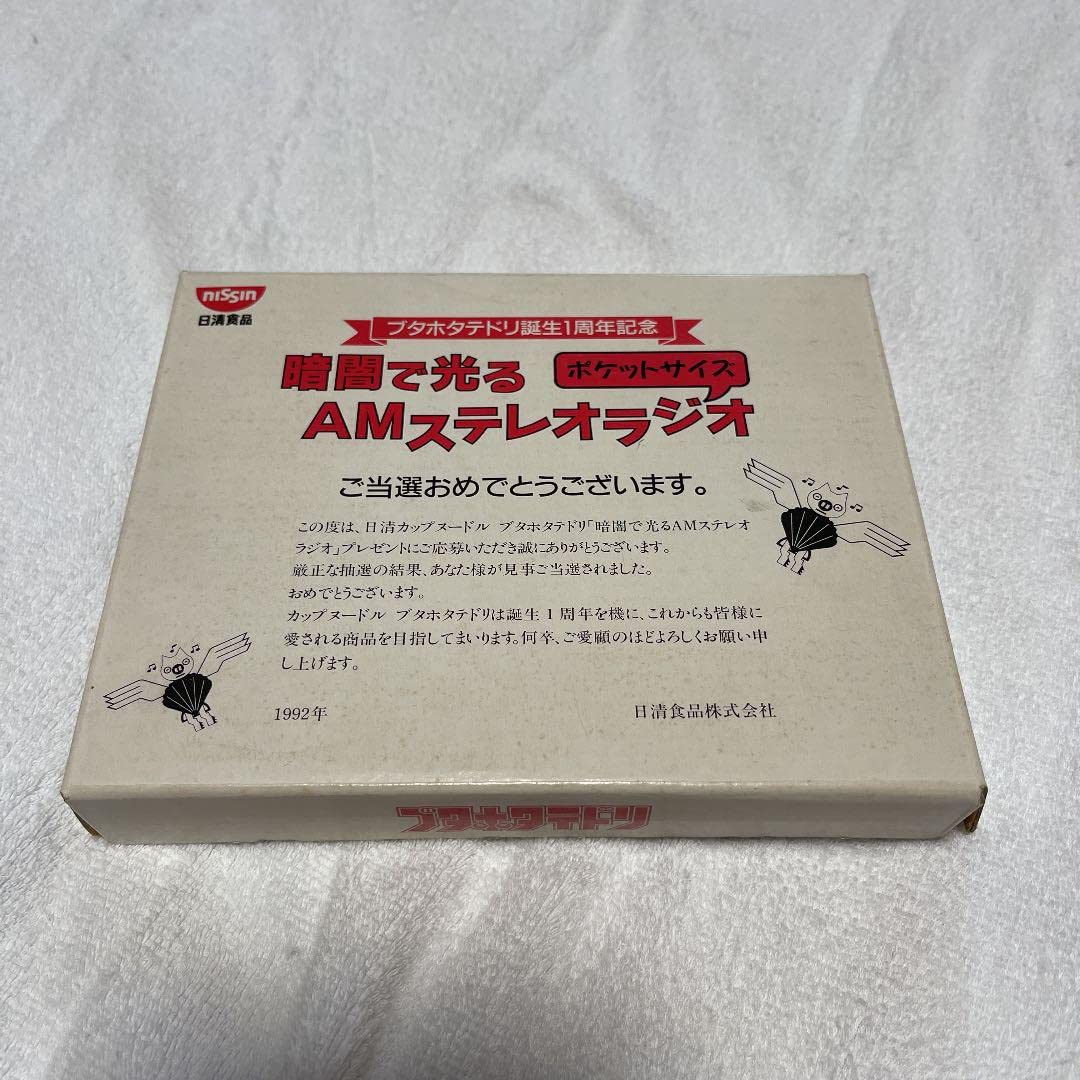 nissin
日清食品
ブタホタテドリ誕生1周年記念
暗闇で光る ポケットサイズ
AMステレオラジオ
ご当選おめでとうございます。
この度は、日清カップヌードル ブタホタテドリ「暗闇で光るAMステレオ
ラジオ」プレゼントにご応募いただき誠にありがとうございます。
厳正な抽選の結果、あなた様が見事ご当選されました。
おめでとうございます。
カップヌードル ブタホタテドリは誕生1周年を機に、これからも皆様に
愛される商品を目指してまいります。何卒、ご愛顧のほどよろしくお願い申
し上げます。
1992年 日清食品株式会社
ブタホタテドリ